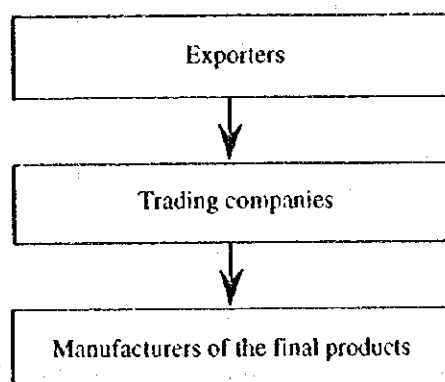 Exporters
Trading companies
Manufacturers of the final products